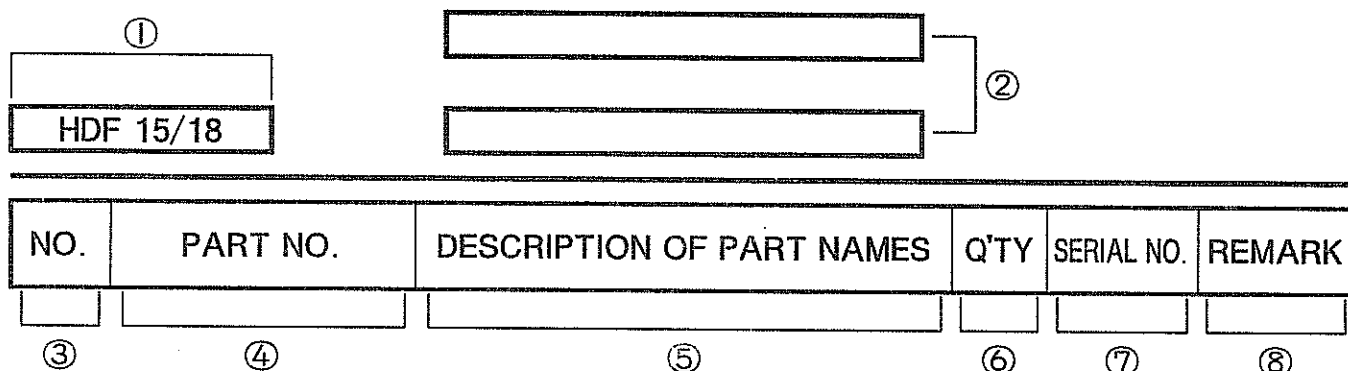 ①
②
HDF 15/18
NO. PART NO. DESCRIPTION OF PART NAMES Q'TY SERIAL NO. REMARK
③ ④ ⑤ ⑥ ⑦ ⑧